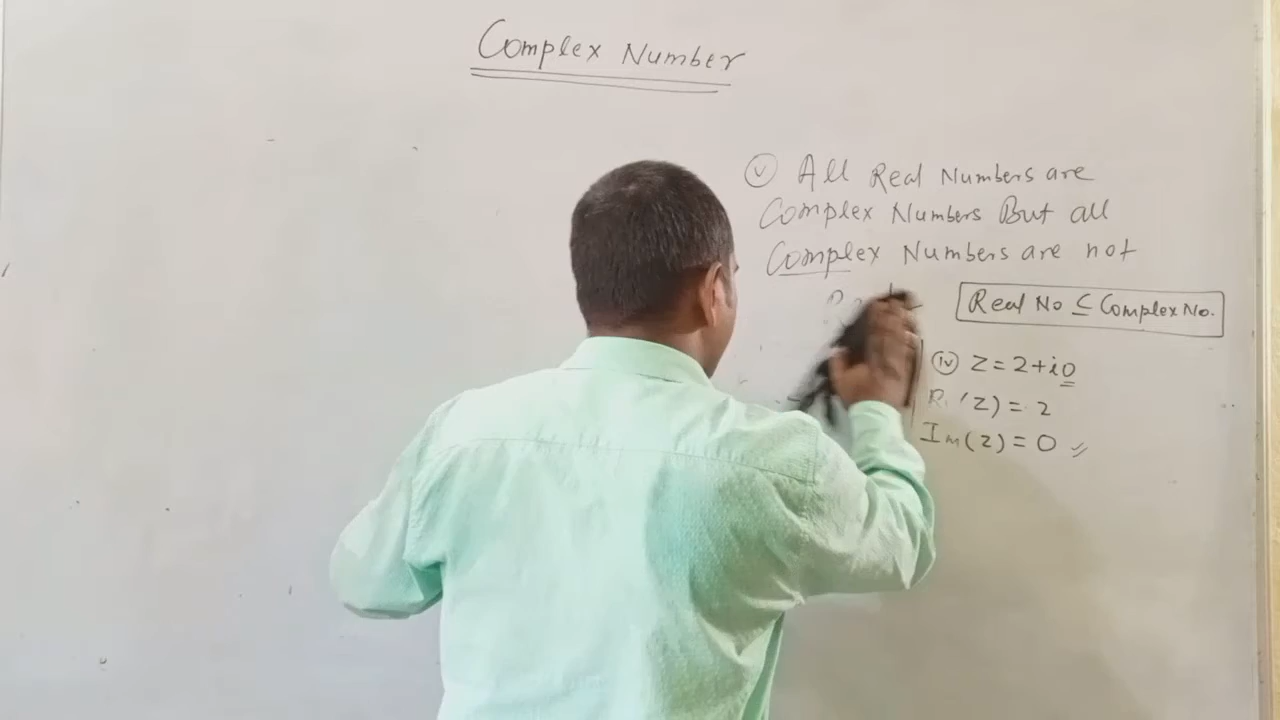 Complex Number
(v) All Real Numbers are
Complex Numbers But all
Complex Numbers are not
Real No ⊆ Complex No.
(iv) Z = 2+i0
(Z) = 2
Im(Z) = 0